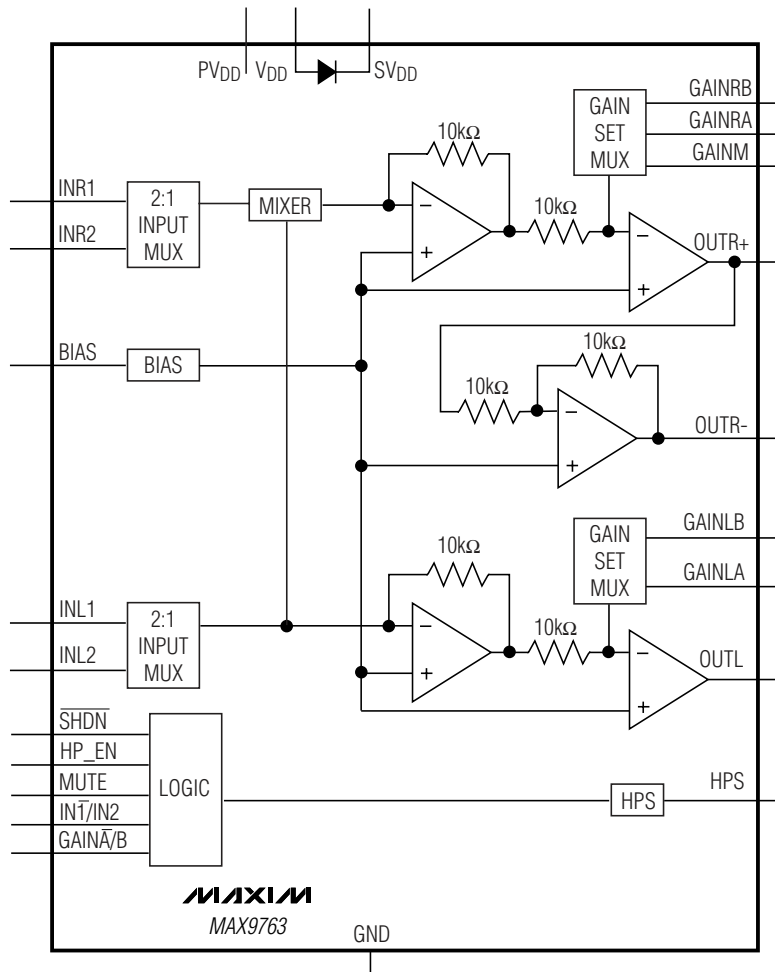 PVDD VDD SVDD
GAINRB
GAINRA
GAINM
GAIN
SET
MUX
10kΩ
INR1
INR2
2:1
INPUT
MUX
MIXER
−
+
10kΩ
−
+
OUTR+
BIAS
BIAS
10kΩ
10kΩ
−
+
OUTR-
GAINLB
GAINLA
GAIN
SET
MUX
10kΩ
INL1
INL2
2:1
INPUT
MUX
−
+
10kΩ
−
+
OUTL
S̅H̅D̅N̅
HP_EN
MUTE
IN1̅/IN2
GAINA̅/B
LOGIC
HPS
HPS
MAXIM
MAX9763
GND